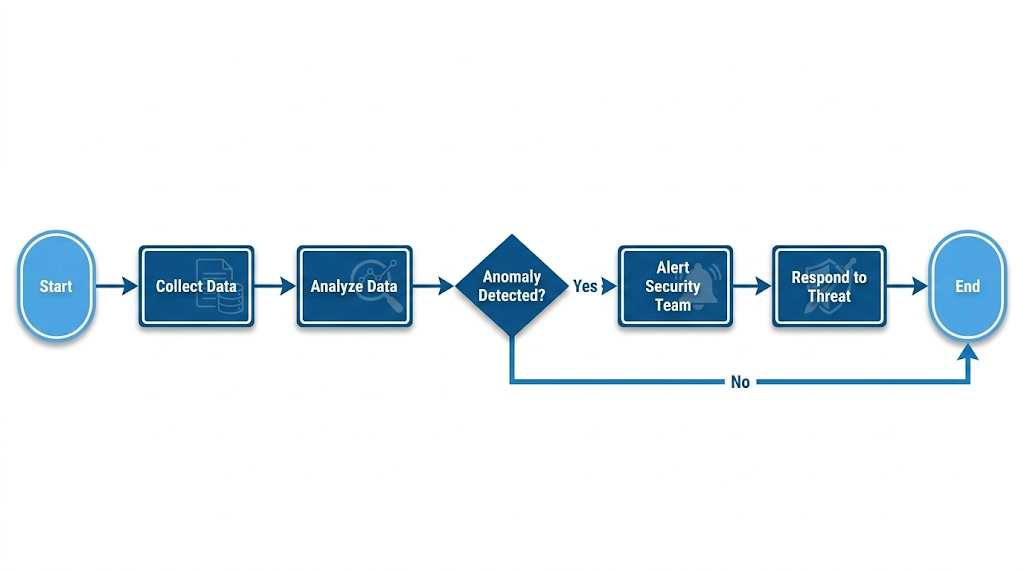 Start
Collect Data
Analyze Data
Anomaly
Detected?
Yes
Alert
Security
Team
Respond to
Threat
End
No